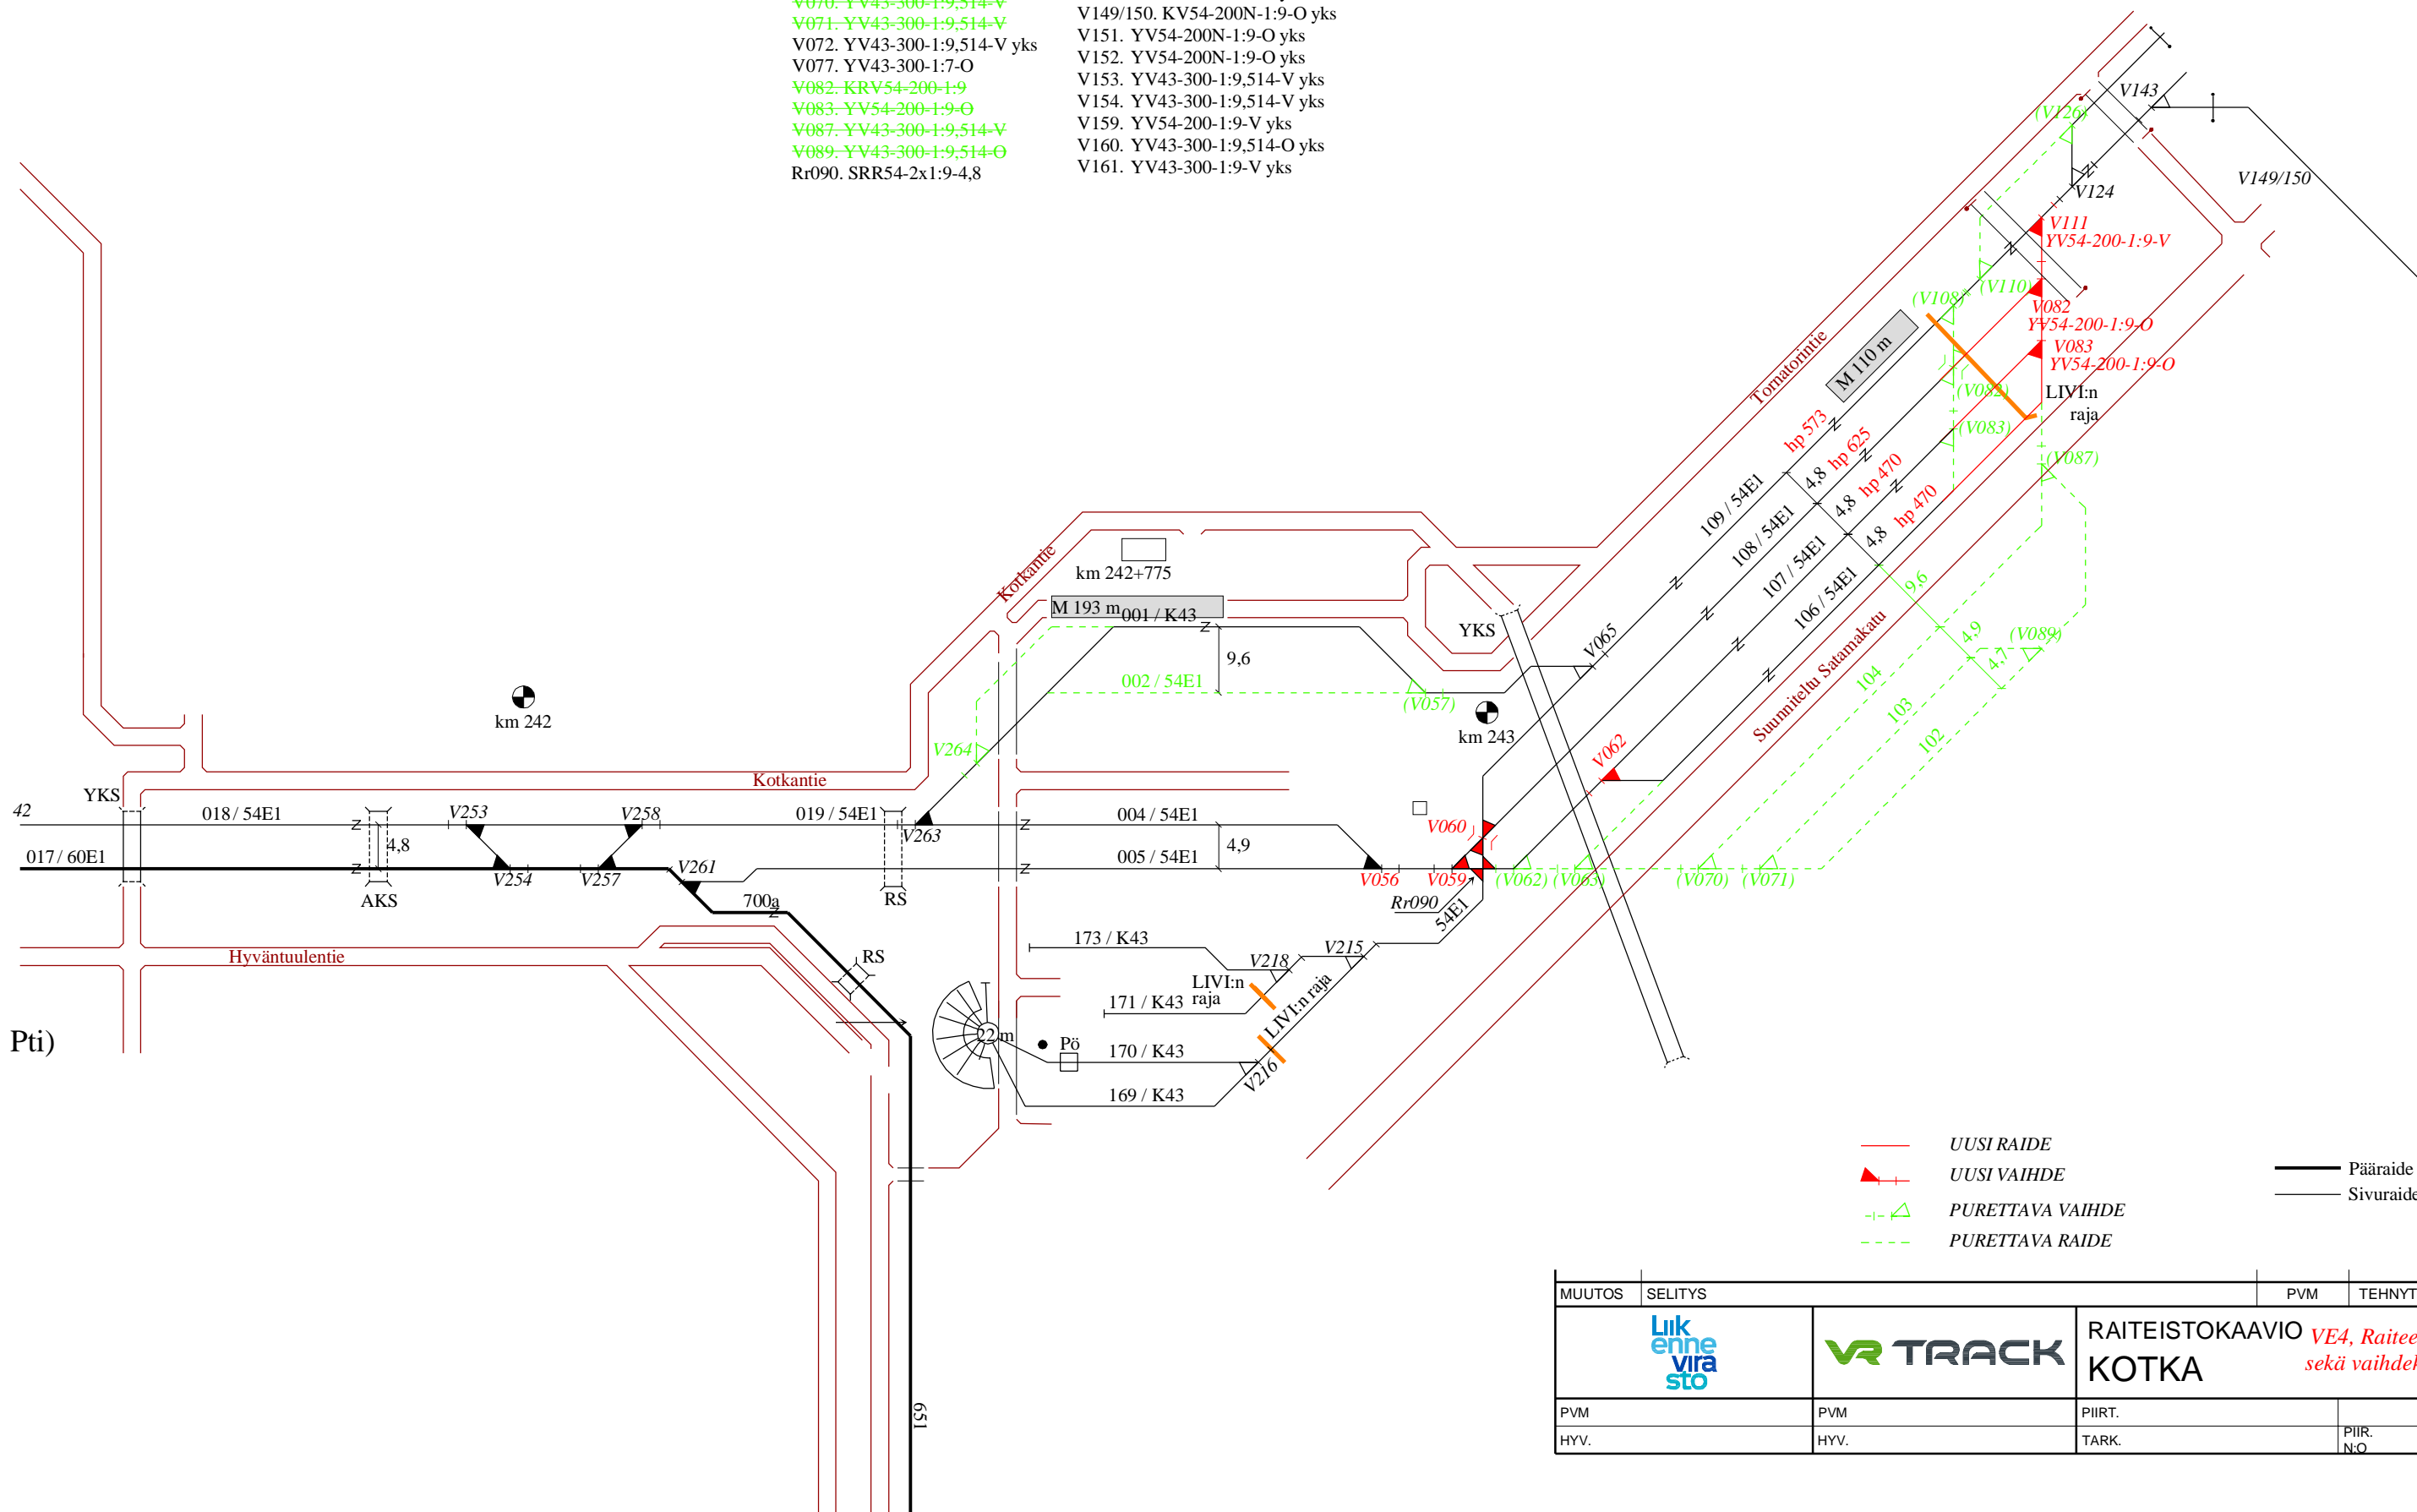 V070. YV43-300-1:9,514-V
V071. YV43-300-1:9,514-V
V072. YV43-300-1:9,514-V yks
V077. YV43-300-1:7-O
V082. KRV54-200-1:9
V083. YV54-200-1:9-O
V087. YV43-300-1:9,514-V
V089. YV43-300-1:9,514-O
Rr090. SRR54-2x1:9-4,8
V149/150. KV54-200N-1:9-O yks
V151. YV54-200N-1:9-O yks
V152. YV54-200N-1:9-O yks
V153. YV43-300-1:9,514-V yks
V154. YV43-300-1:9,514-V yks
V159. YV54-200-1:9-V yks
V160. YV43-300-1:9,514-O yks
V161. YV43-300-1:9-V yks
V143
(V126)
V149/150
V124
V111
YV54-200-1:9-V
(V110)
(V108)
V082
YV54-200-1:9-O
V083
YV54-200-1:9-O
(V082)
LIVI:n
raja
(V083)
(V087)
Tornatorintie
M 110 m
hp 573
hp 625
hp 470
hp 470
4,8
4,8
4,8
109 / 54E1
108 / 54E1
107 / 54E1
106 / 54E1
9,6
4,9
4,7
(V089)
104
103
102
Suunniteltu Satamakatu
Kotkantie
km 242+775
M 193 m
001 / K43
9,6
002 / 54E1
(V057)
YKS
V065
km 243
V062
km 242
V264
Kotkantie
42
YKS
018 / 54E1
V253
V258
019 / 54E1
V263
004 / 54E1
V060
4,8
4,9
017 / 60E1
005 / 54E1
V254
V257
V261
V056
V059
(V062)
(V063)
(V070)
(V071)
AKS
700a
RS
Rr090
54E1
Hyväntuulentie
RS
173 / K43
V218
V215
LIVI:n
raja
171 / K43
LIVI:n raja
22 m
Pö
170 / K43
V216
169 / K43
Pti)
651
UUSI RAIDE
UUSI VAIHDE
PURETTAVA VAIHDE
PURETTAVA RAIDE
Pääraide
Sivuraide
MUUTOS SELITYS PVM TEHNYT
Liikennevirasto
VR TRACK
RAITEISTOKAAVIO
KOTKA
VE4, Raitee
sekä vaihdeh
PVM PVM PIIRT.
HYV. HYV. TARK. PIIR.
N:O